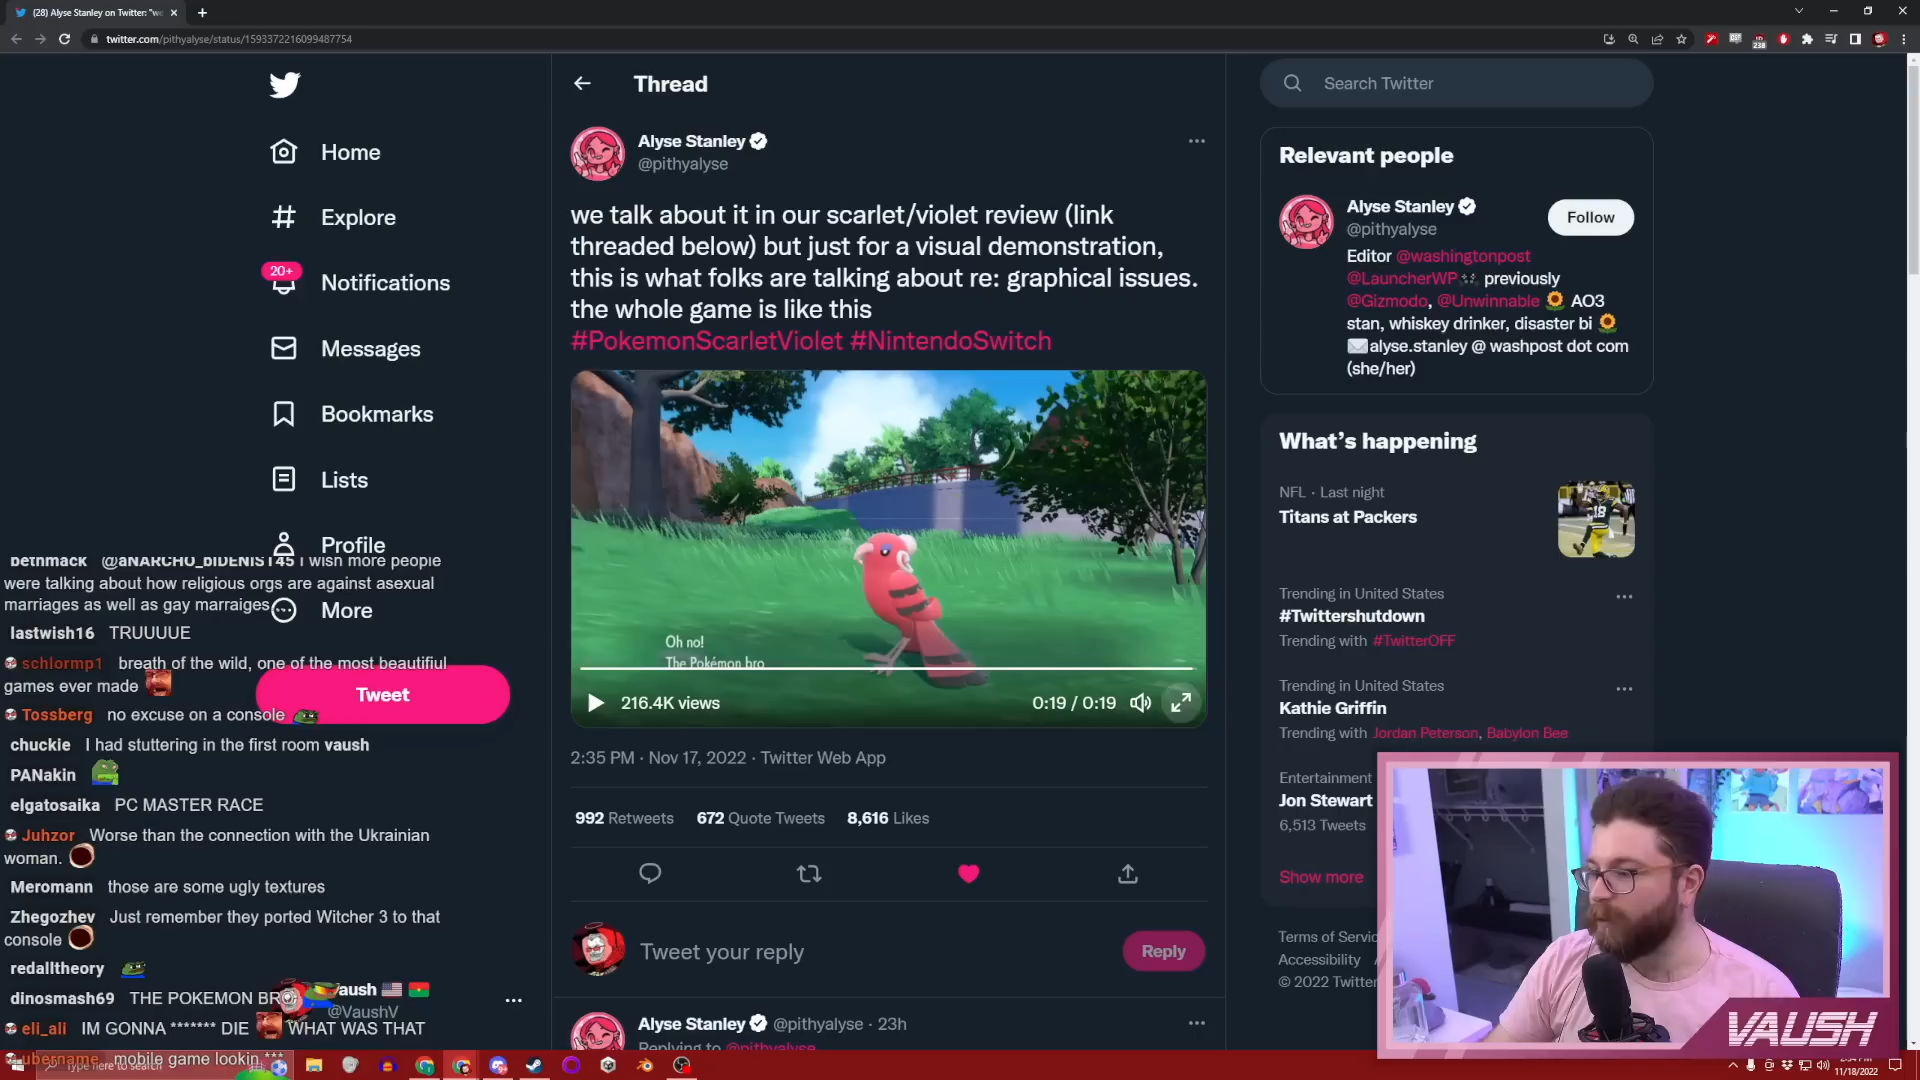 (28) Alyse Stanley on Twitter: "we
twitter.com/pithyalyse/status/1593372216099487754
238
Home
Explore
20+
Notifications
Messages
Bookmarks
Lists
Profile
More
Tweet
bethmack @aNARCHO_biDENIST45 I wish more people
were talking about how religious orgs are against asexual
marriages as well as gay marraiges
lastwish16 TRUUUUE
schlormp1 breath of the wild, one of the most beautifiul
games ever made
Tossberg no excuse on a console
chuckie I had stuttering in the first room vaush
PANakin
elgatosaika PC MASTER RACE
Juhzor Worse than the connection with the Ukrainian
woman.
Meromann those are some ugly textures
Zhegozhev Just remember they ported Witcher 3 to that
console
redalltheory
dinosmash69 THE POKEMON BRO
aush
@VaushV
eli_ali IM GONNA ******* DIE WHAT WAS THAT
ubername mobile game lookin ***
Type here to search
Thread
Alyse Stanley
@pithyalyse
we talk about it in our scarlet/violet review (link
threaded below) but just for a visual demonstration,
this is what folks are talking about re: graphical issues.
the whole game is like this
#PokemonScarletViolet #NintendoSwitch
Oh no!
The Pokémon bro
216.4K views
0:19 / 0:19
2:35 PM · Nov 17, 2022 · Twitter Web App
992 Retweets 672 Quote Tweets 8,616 Likes
Tweet your reply
Reply
Alyse Stanley @pithyalyse · 23h
Replying to @pithyalyse
Search Twitter
Relevant people
Alyse Stanley
@pithyalyse
Follow
Editor @washingtonpost
@LauncherWP previously
@Gizmodo, @Unwinnable AO3
stan, whiskey drinker, disaster bi
alyse.stanley @ washpost dot com
(she/her)
What's happening
NFL · Last night
Titans at Packers
18
Trending in United States
#Twittershutdown
Trending with #TwitterOFF
Trending in United States
Kathie Griffin
Trending with Jordan Peterson, Babylon Bee
Entertainment
Jon Stewart
6,513 Tweets
Show more
Terms of Servic
Accessibility
© 2022 Twitter
VAUSH
11/18/2022